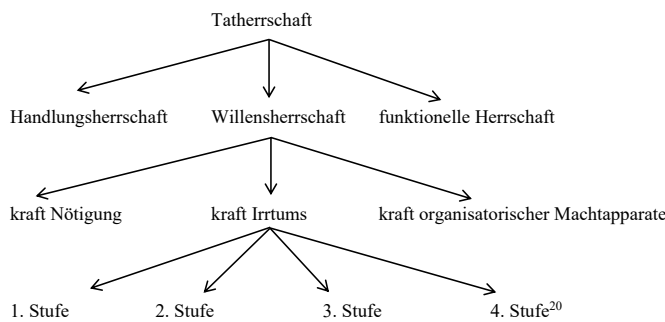 Tatherrschaft
Handlungsherrschaft Willensherrschaft funktionelle Herrschaft
kraft Nötigung kraft Irrtums kraft organisatorischer Machtapparate
1. Stufe 2. Stufe 3. Stufe 4. Stufe²⁰